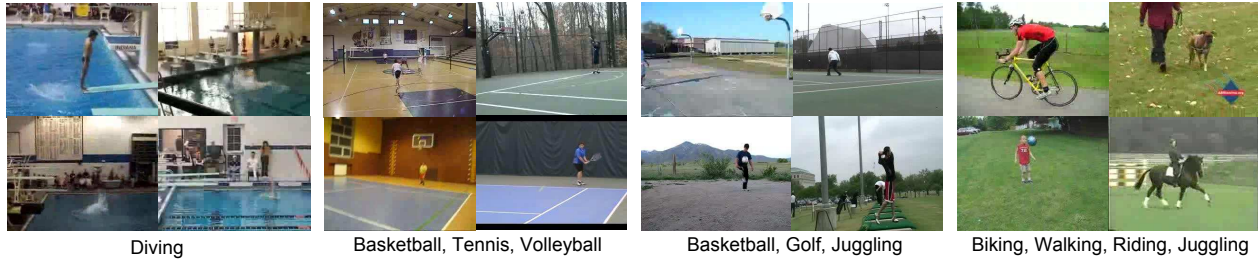 Diving
Basketball, Tennis, Volleyball
Basketball, Golf, Juggling
Biking, Walking, Riding, Juggling